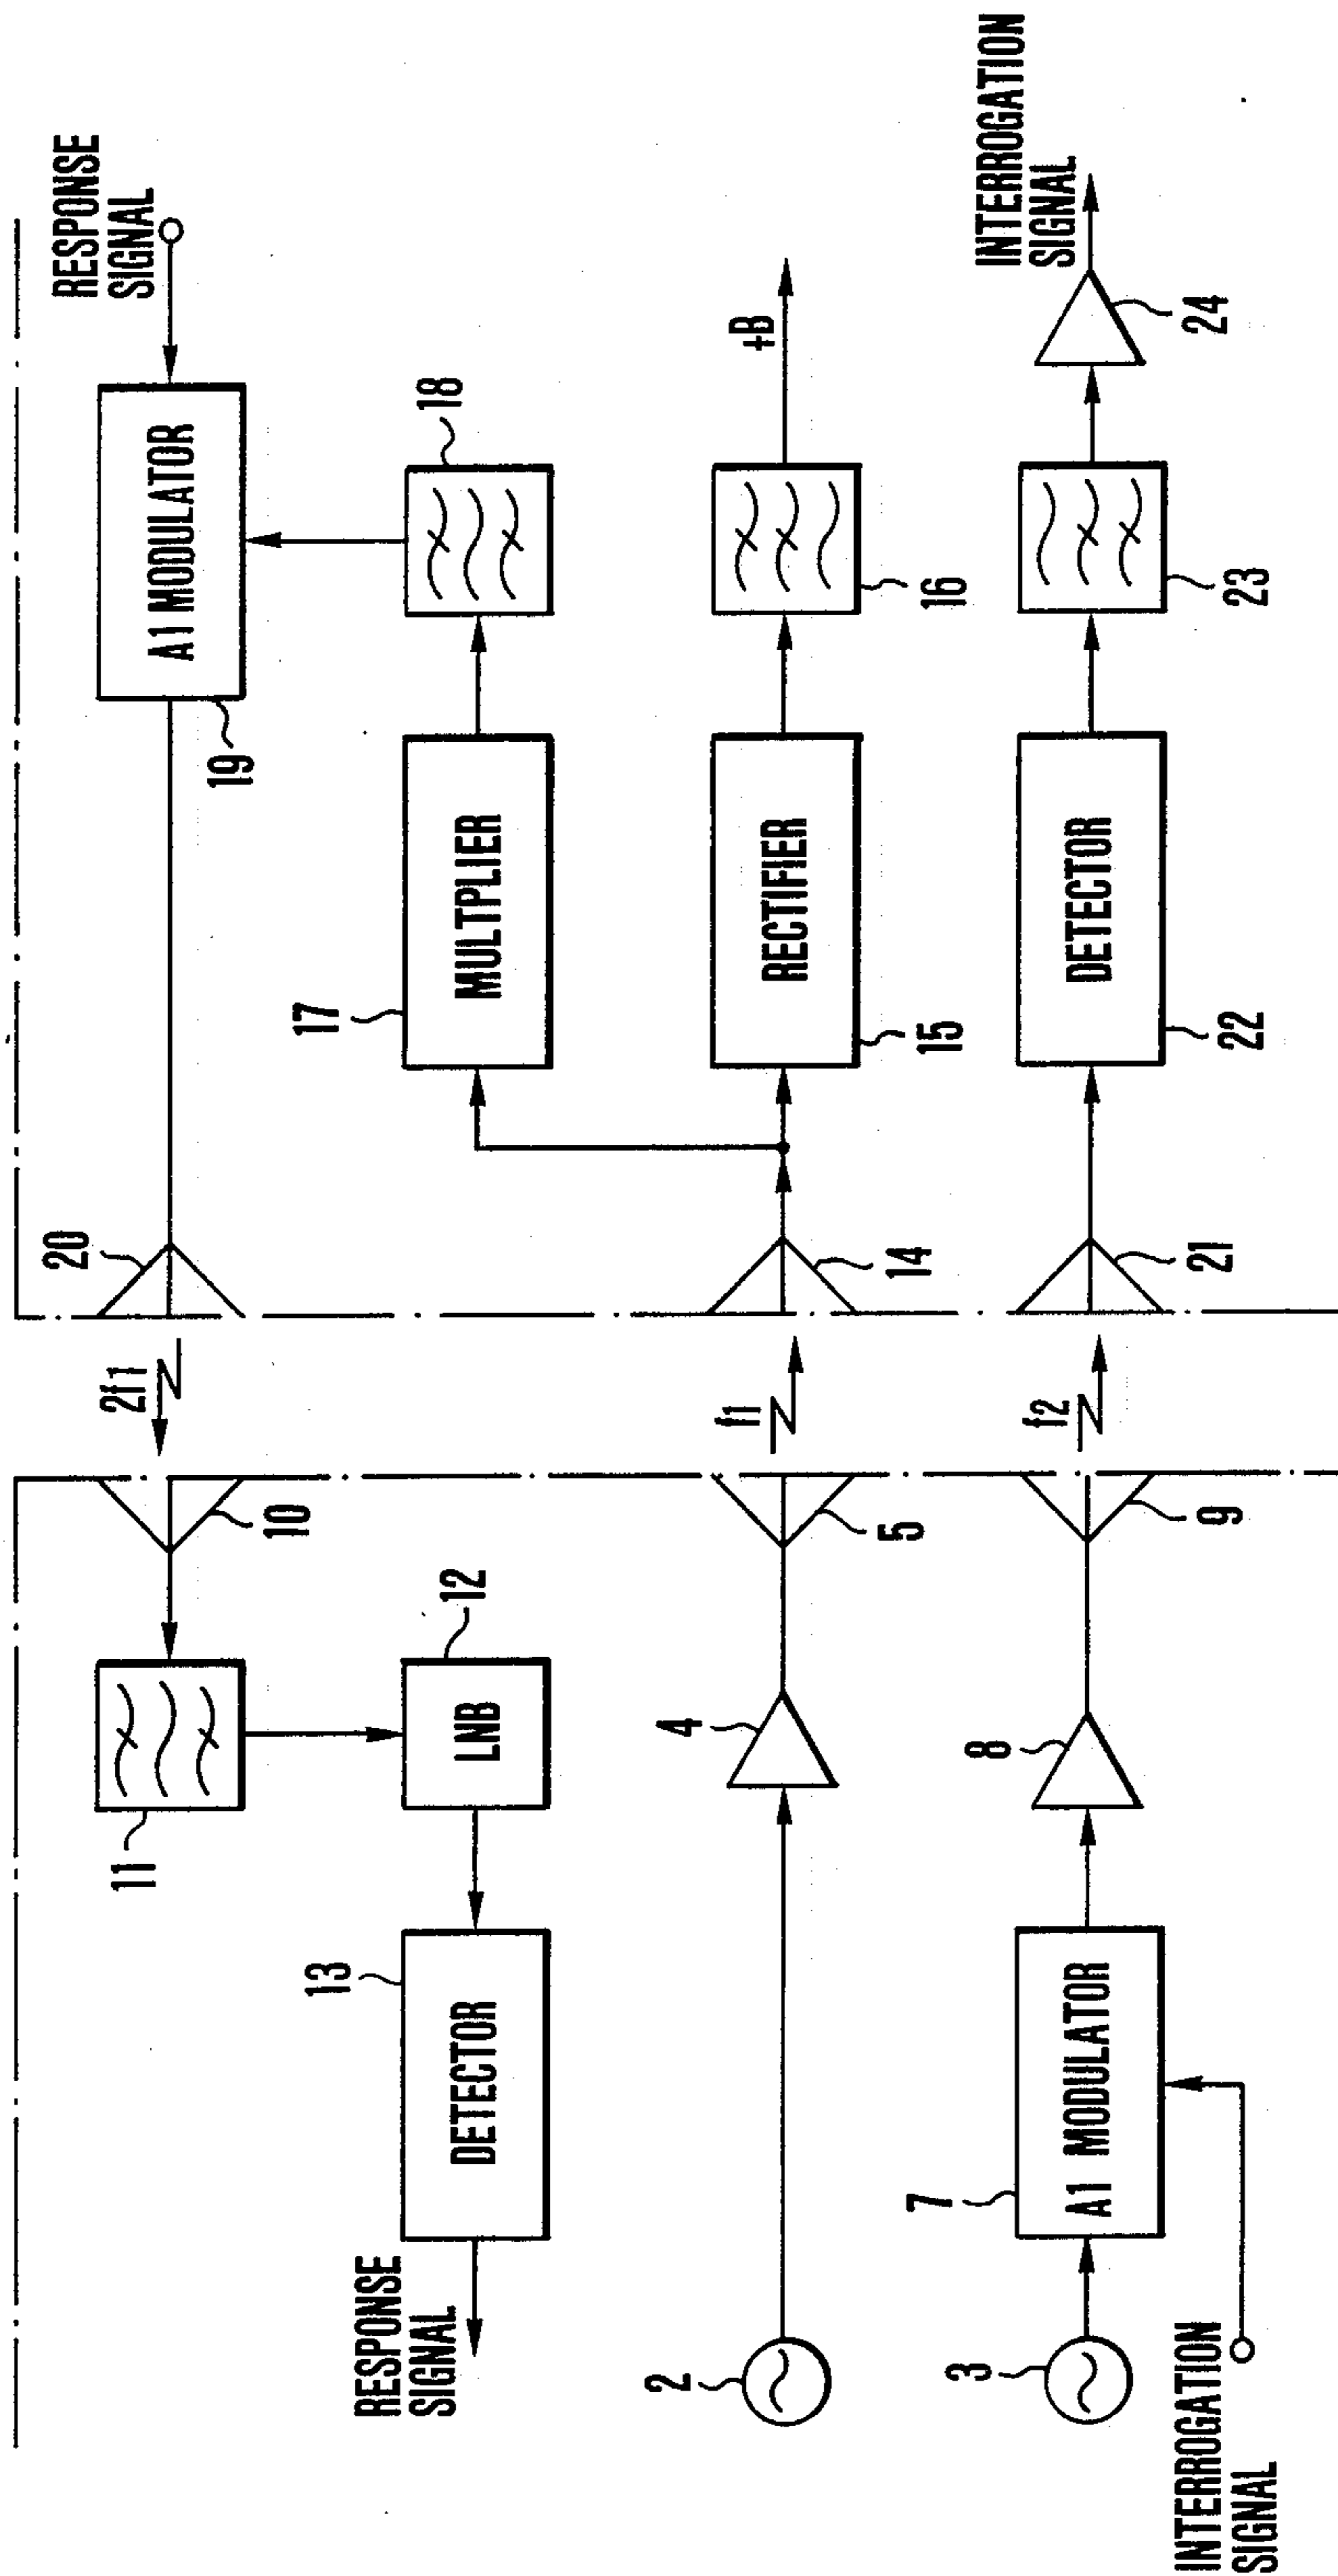 RESPONSE
SIGNAL
A1 MODULATOR
19
20
2f1
10
11
12
LNB
18
17
MULTPLIER
13
DETECTOR
RESPONSE
SIGNAL
+B
16
RECTIFIER
15
14
f1
5
4
2
INTERROGATION
SIGNAL
24
23
DETECTOR
22
21
f2
9
8
7
A1 MODULATOR
3
INTERROGATION
SIGNAL